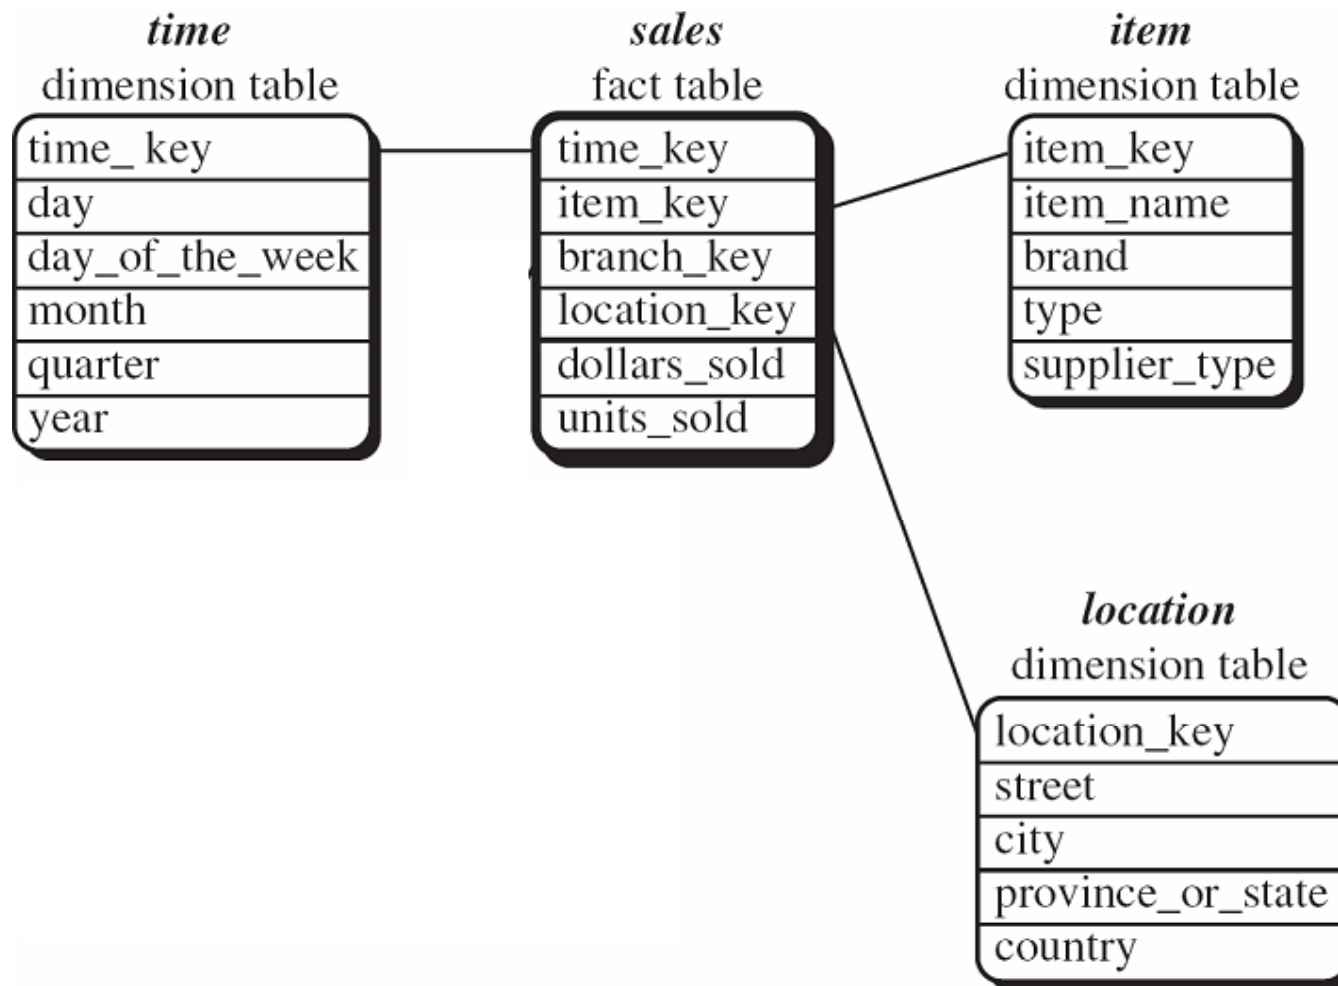 time
dimension table
time_ key
day
day_of_the_week
month
quarter
year
sales
fact table
time_key
item_key
branch_key
location_key
dollars_sold
units_sold
item
dimension table
item_key
item_name
brand
type
supplier_type
location
dimension table
location_key
street
city
province_or_state
country